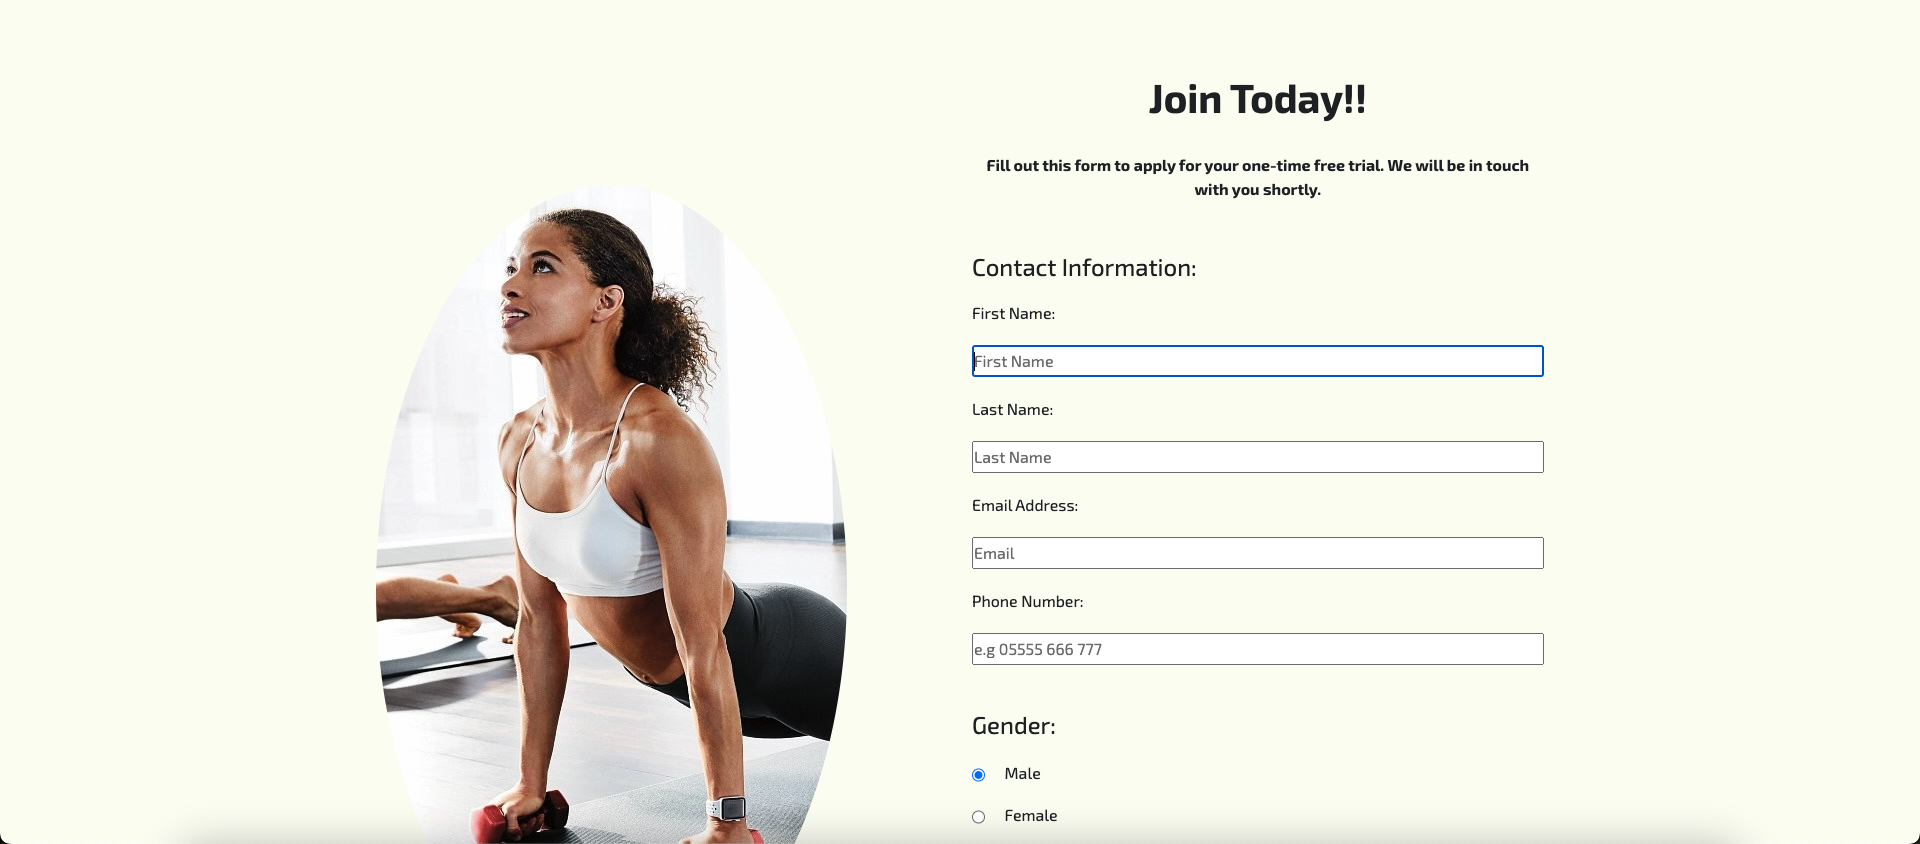 Join Today!!
Fill out this form to apply for your one-time free trial. We will be in touch
with you shortly.
Contact Information:
First Name:
First Name
Last Name:
Last Name
Email Address:
Email
Phone Number:
e.g 05555 666 777
Gender:
Male
Female